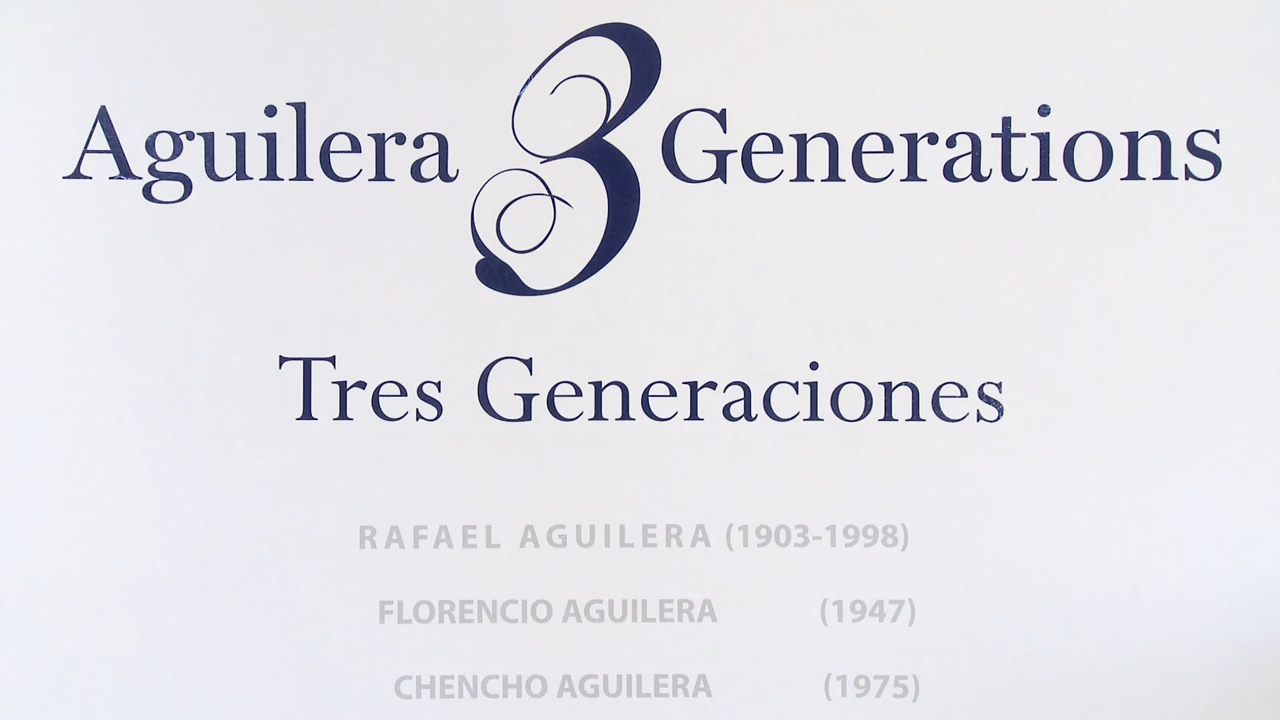 Aguilera 3 Generations
Tres Generaciones
RAFAEL AGUILERA (1903-1998)
FLORENCIO AGUILERA (1947)
CHENCHO AGUILERA (1975)